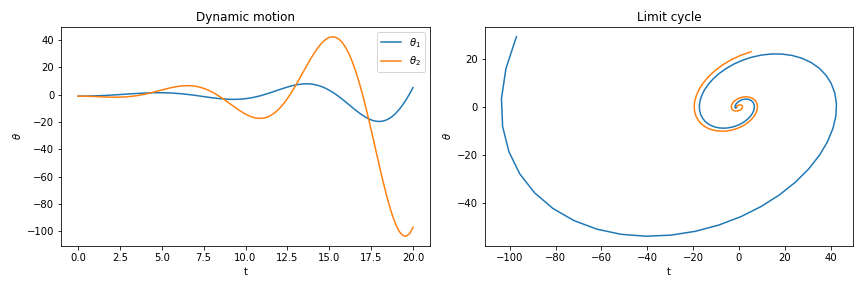 Dynamic motion
θ
40
20
0
−20
−40
−60
−80
−100
θ₁
θ₂
0.0 2.5 5.0 7.5 10.0 12.5 15.0 17.5 20.0
t
Limit cycle
θ
20
0
−20
−40
−100 −80 −60 −40 −20 0 20 40
t